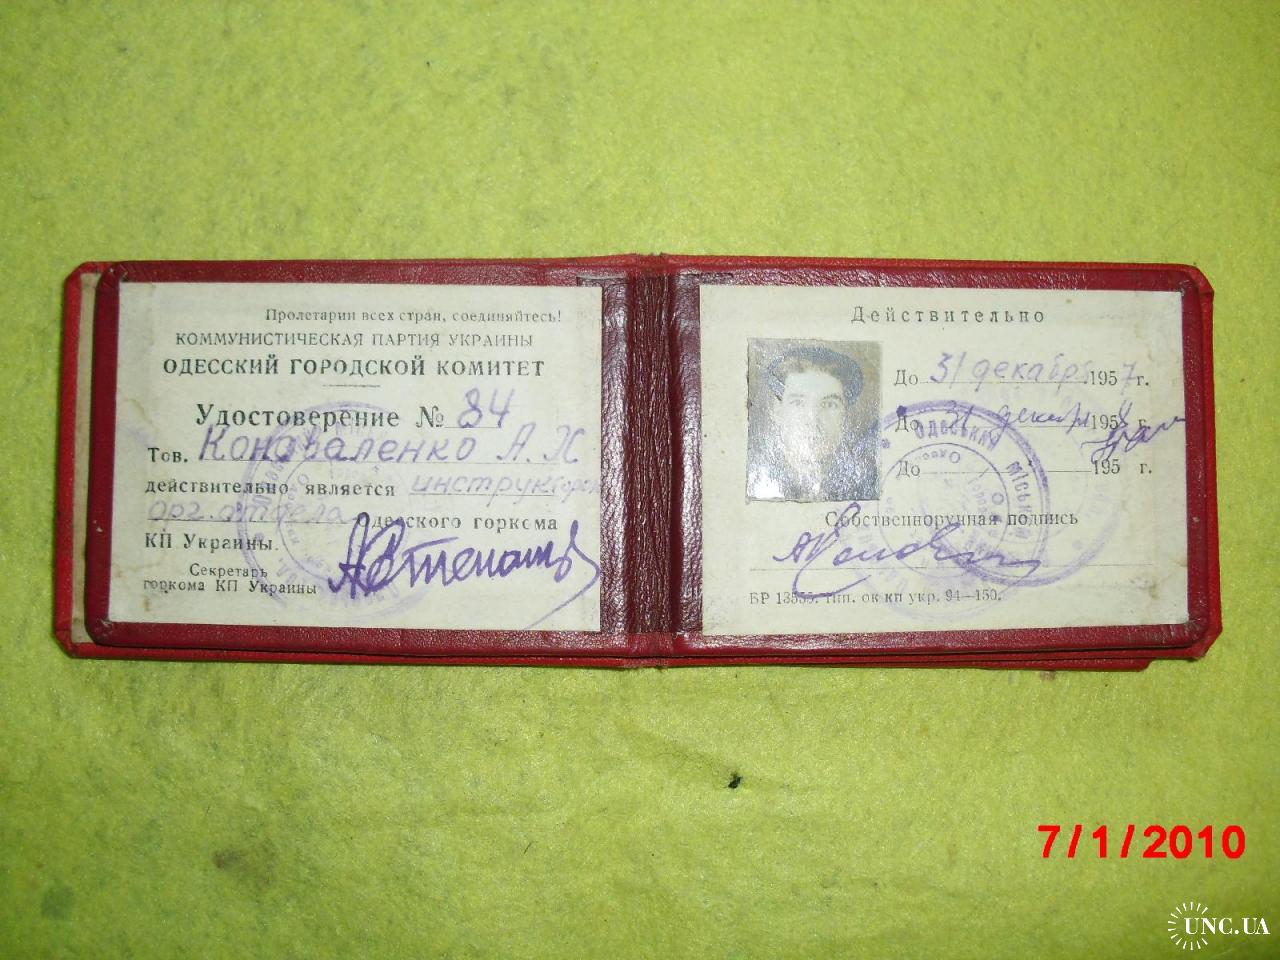 Пролетарии всех стран, соединяйтесь!
КОММУНИСТИЧЕСКАЯ ПАРТИЯ УКРАИНЫ
ОДЕССКИЙ ГОРОДСКОЙ КОМИТЕТ
Удостоверение № 84
Тов. Коноваленко А. Х
действительно является инструктором
орг. отдела Одесского горкома
КП Украины.
Секретарь
горкома КП Украины
Действительно
До 31 декабря 1957 г.
До 31 декабря 1958 г.
До 195 г.
ОДЕСЬКИЙ МІСЬКИЙ
Собственноручная подпись
БР 13555. Тип. ок кп укр. 94—150.
7/1/2010
UNC.UA